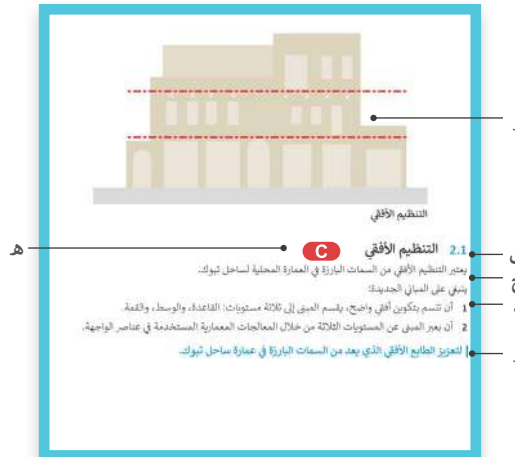 التنظيم الأفقي
2.1 التنظيم الأفقي C
هـ
يعتبر التنظيم الأفقي من السمات البارزة في العمارة المحلية لساحل تبوك.
ينبغي على المباني الجديدة:
1 أن تتسم بتكوين أفقي واضح، يقسم المبنى إلى ثلاثة مستويات: القاعدة، والوسط، والقمة.
2 أن يعبر المبنى عن المستويات الثلاثة من خلال المعالجات المعمارية المستخدمة في عناصر الواجهة.
لتعزيز الطابع الأفقي الذي يعد من السمات البارزة في عمارة ساحل تبوك.